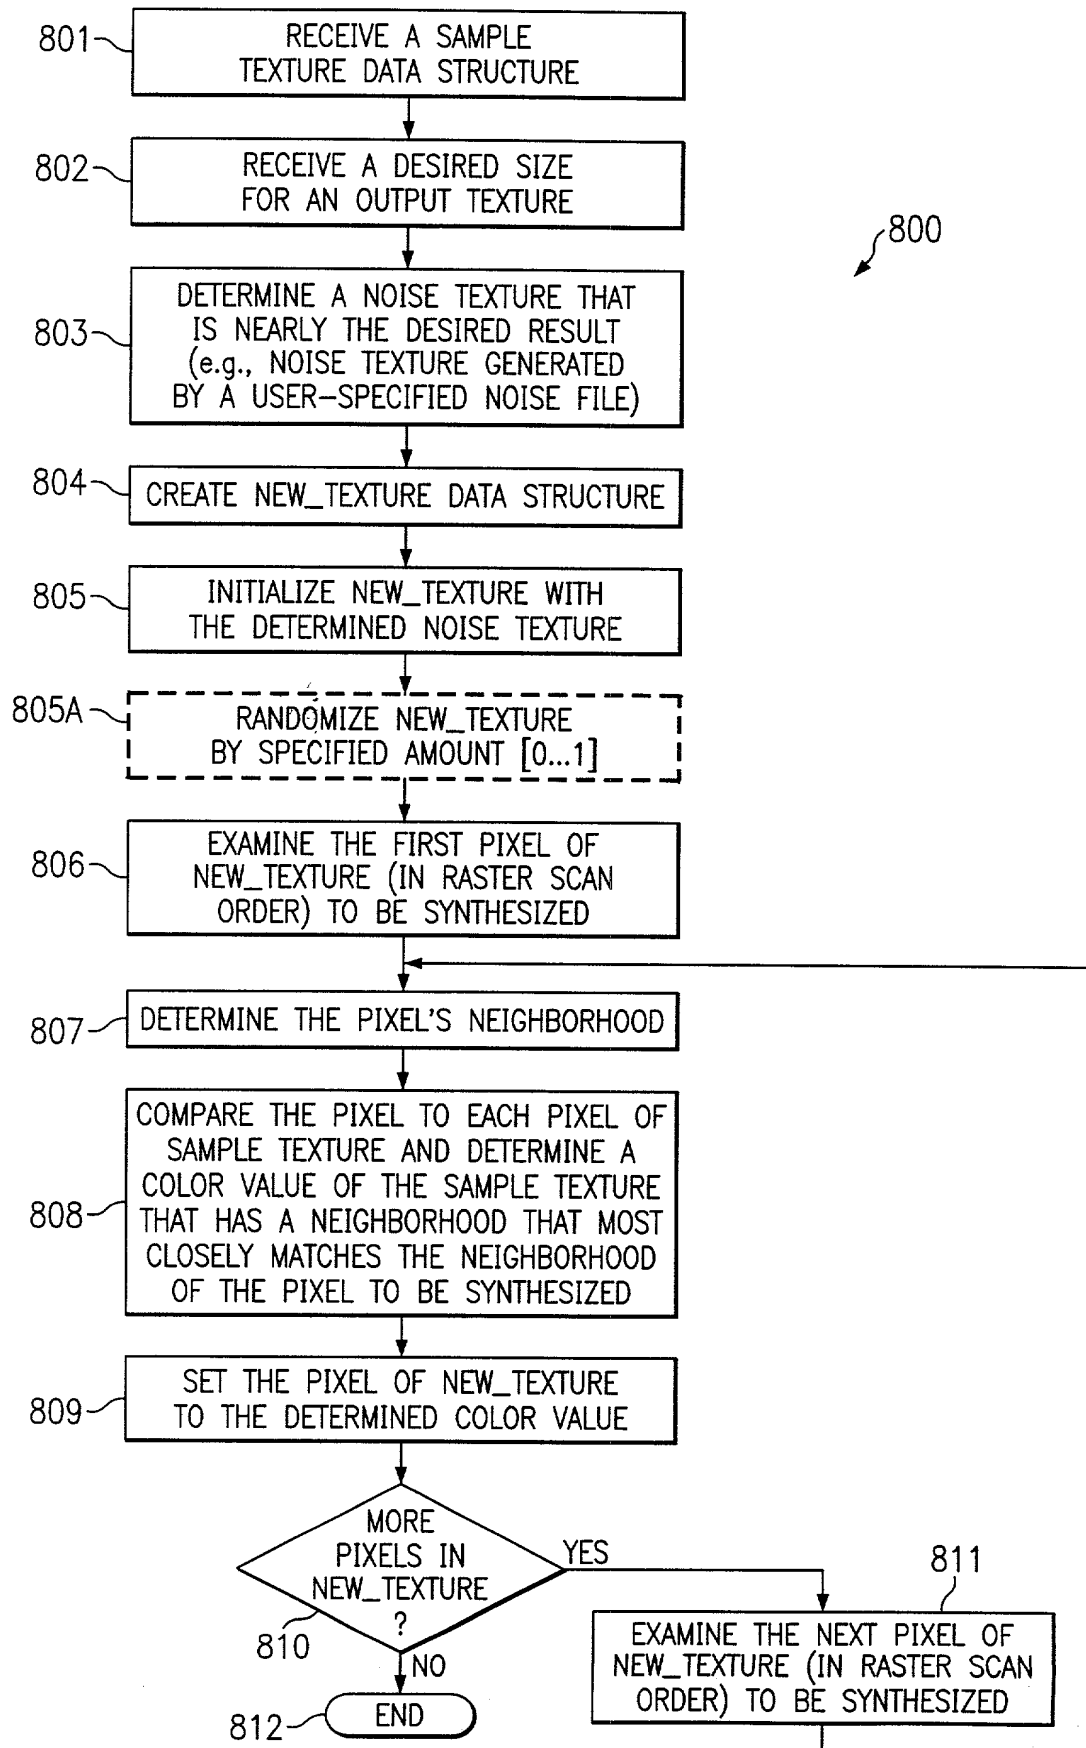 801
RECEIVE A SAMPLE
TEXTURE DATA STRUCTURE
802
RECEIVE A DESIRED SIZE
FOR AN OUTPUT TEXTURE
800
803
DETERMINE A NOISE TEXTURE THAT
IS NEARLY THE DESIRED RESULT
(e.g., NOISE TEXTURE GENERATED
BY A USER-SPECIFIED NOISE FILE)
804
CREATE NEW_TEXTURE DATA STRUCTURE
805
INITIALIZE NEW_TEXTURE WITH
THE DETERMINED NOISE TEXTURE
805A
RANDOMIZE NEW_TEXTURE
BY SPECIFIED AMOUNT [0...1]
806
EXAMINE THE FIRST PIXEL OF
NEW_TEXTURE (IN RASTER SCAN
ORDER) TO BE SYNTHESIZED
807
DETERMINE THE PIXEL'S NEIGHBORHOOD
808
COMPARE THE PIXEL TO EACH PIXEL OF
SAMPLE TEXTURE AND DETERMINE A
COLOR VALUE OF THE SAMPLE TEXTURE
THAT HAS A NEIGHBORHOOD THAT MOST
CLOSELY MATCHES THE NEIGHBORHOOD
OF THE PIXEL TO BE SYNTHESIZED
809
SET THE PIXEL OF NEW_TEXTURE
TO THE DETERMINED COLOR VALUE
810
MORE
PIXELS IN
NEW_TEXTURE
?
YES
NO
811
EXAMINE THE NEXT PIXEL OF
NEW_TEXTURE (IN RASTER SCAN
ORDER) TO BE SYNTHESIZED
812
END